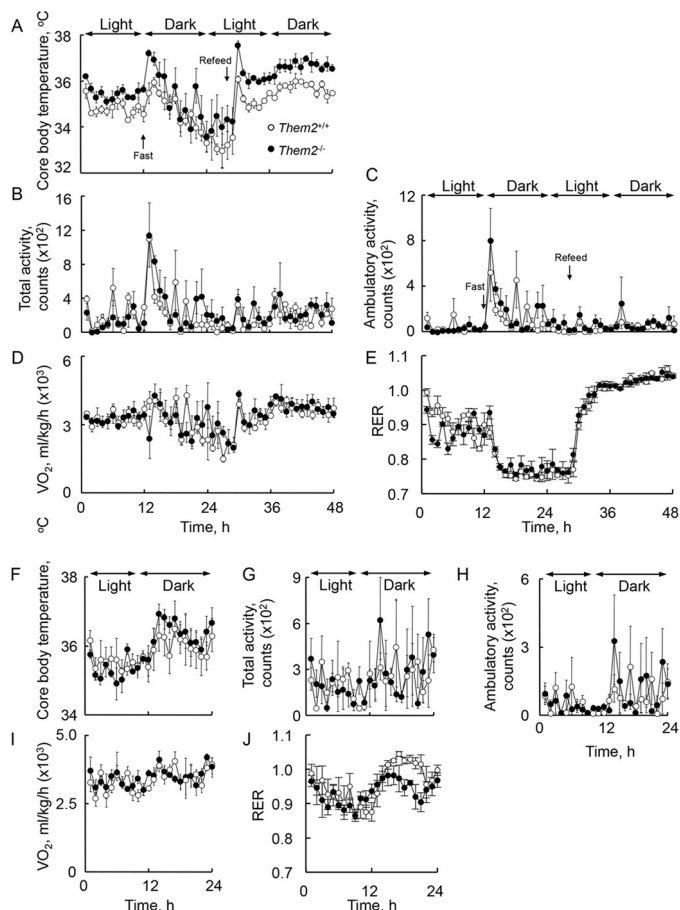 A
Light
Dark
Light
Dark
Core body temperature, ºC
38
36
34
32
Refeed
Fast
Them2+/+
Them2-/-
B
Total activity,
counts (x10²)
16
12
8
4
0
C
Light
Dark
Light
Dark
Ambulatory activity,
counts (x10²)
12
8
4
0
Refeed
Fast
D
VO₂, ml/kg/h (x10³)
6
3
0
0
12
24
36
48
Time, h
E
RER
1.1
1.0
0.9
0.8
0.7
0
12
24
36
48
Time, h
F
Core body temperature, ºC
38
36
34
Light
Dark
G
Total activity,
counts (x10²)
9
6
3
0
Light
Dark
H
Ambulatory activity,
counts (x10²)
9
6
3
0
Light
Dark
0
12
24
Time, h
I
VO₂, ml/kg/h (x10³)
5.0
2.5
0
0
12
24
Time, h
J
RER
1.1
1.0
0.9
0.8
0.7
0
12
24
Time, h